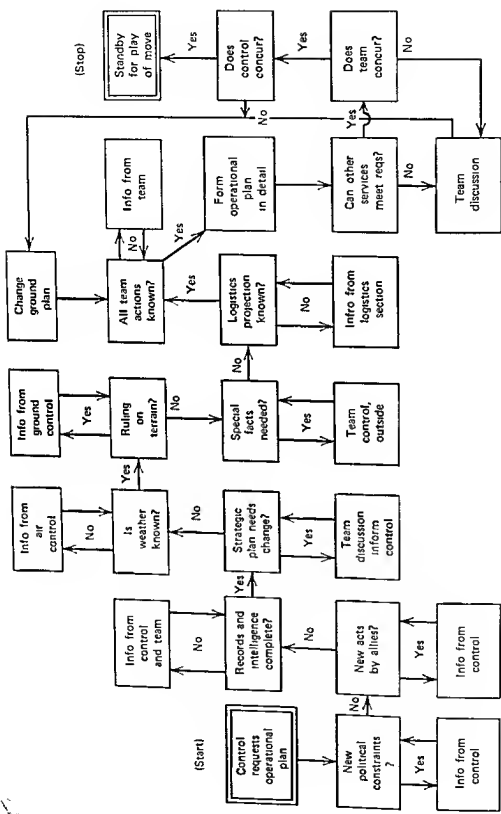 (Start)
Control
requests
operational
plan
New
political
constraints
?
Yes
Info from
control
No
New acts
by allies?
Yes
Info from
control
No
Records and
intelligence
complete?
No
Info from
control
and team
Yes
Strategic
plan needs
change?
Yes
Team
discussion
inform
control
No
Is
weather
known?
No
Info from
air control
Yes
Ruling
on
terrain?
Yes
Info from
ground
control
No
Special
facts
needed?
Yes
Team
control,
outside
No
Logistics
projection
known?
No
Infro from
logistics
section
Yes
All team
actions
known?
No
Info from
team
Change
ground
plan
Yes
Form
operational
plan
in detail
Can other
services
meet reqs?
No
Team
discussion
Yes
Does
team
concur?
No
Yes
Does
control
concur?
No
Yes
Standby
for play
of move
(Stop)